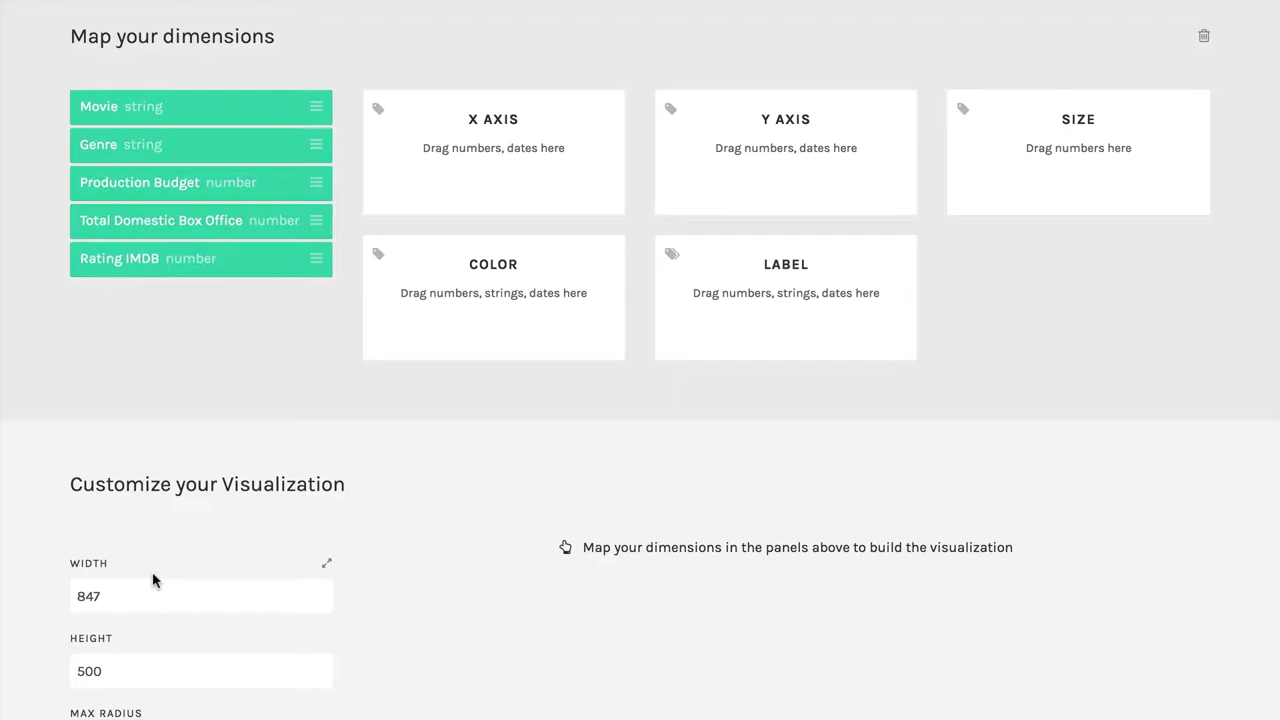 Map your dimensions
Movie string
Genre string
Production Budget number
Total Domestic Box Office number
Rating IMDB number
X AXIS
Drag numbers, dates here
Y AXIS
Drag numbers, dates here
SIZE
Drag numbers here
COLOR
Drag numbers, strings, dates here
LABEL
Drag numbers, strings, dates here
Customize your Visualization
WIDTH
847
HEIGHT
500
MAX RADIUS
Map your dimensions in the panels above to build the visualization